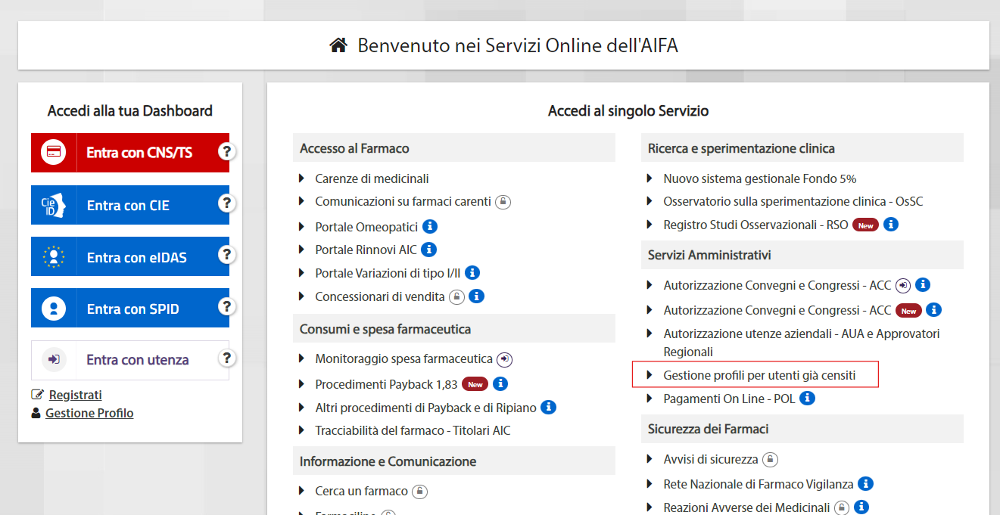 Benvenuto nei Servizi Online dell'AIFA
Accedi alla tua Dashboard
Entra con CNS/TS ?
Cie ID Entra con CIE ?
Entra con eIDAS ?
Entra con SPID ?
Entra con utenza ?
Registrati
Gestione Profilo
Accedi al singolo Servizio
Accesso al Farmaco
Carenze di medicinali
Comunicazioni su farmaci carenti
Portale Omeopatici i
Portale Rinnovi AIC i
Portale Variazioni di tipo I/II i
Concessionari di vendita i
Consumi e spesa farmaceutica
Monitoraggio spesa farmaceutica
Procedimenti Payback 1,83 New i
Altri procedimenti di Payback e di Ripiano i
Tracciabilità del farmaco - Titolari AIC
Informazione e Comunicazione
Cerca un farmaco
Ricerca e sperimentazione clinica
Nuovo sistema gestionale Fondo 5%
Osservatorio sulla sperimentazione clinica - OsSC
Registro Studi Osservazionali - RSO New i
Servizi Amministrativi
Autorizzazione Convegni e Congressi - ACC i
Autorizzazione Convegni e Congressi - ACC New i
Autorizzazione utenze aziendali - AUA e Approvatori
Regionali
Gestione profili per utenti già censiti
Pagamenti On Line - POL i
Sicurezza dei Farmaci
Avvisi di sicurezza
Rete Nazionale di Farmaco Vigilanza i
Reazioni Avverse dei Medicinali i